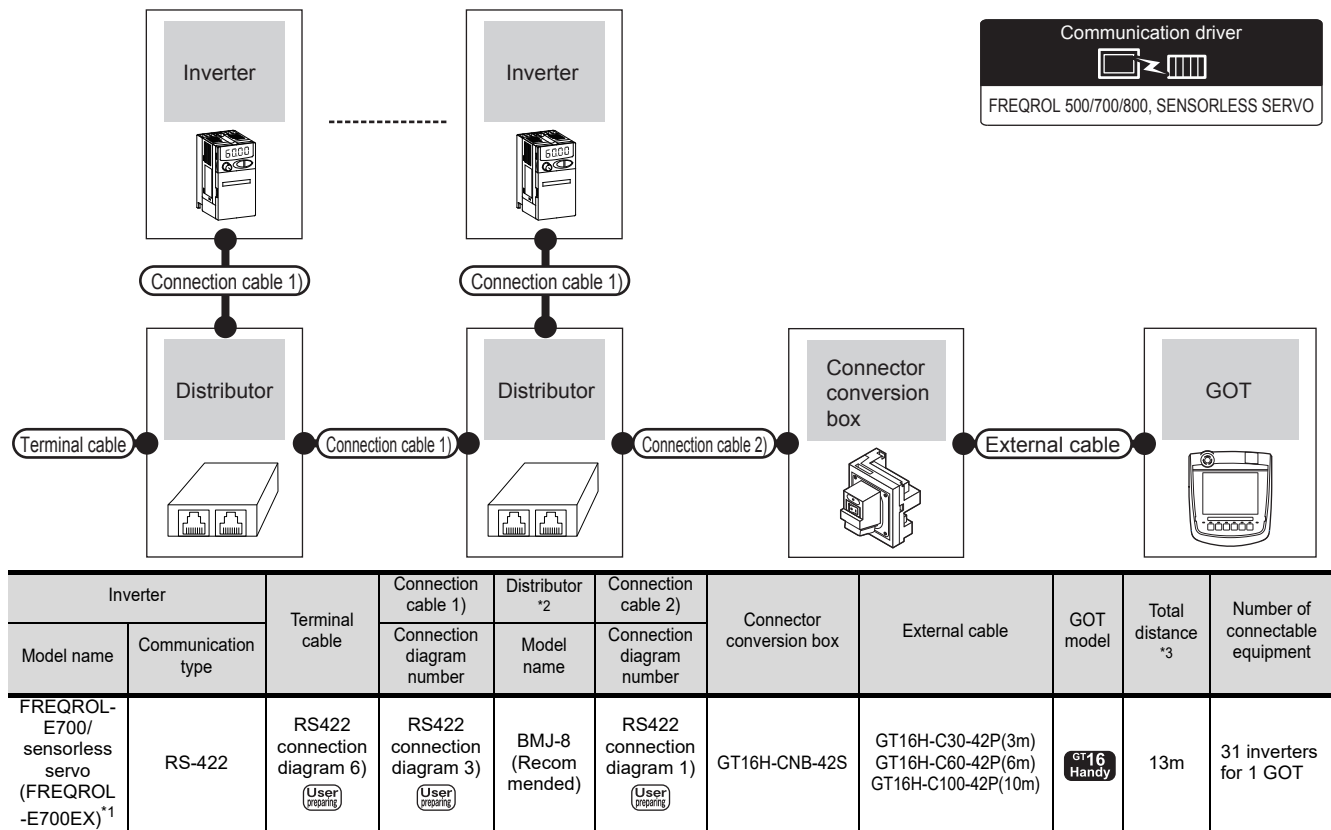 Inverter
Inverter
Communication driver
FREQROL 500/700/800, SENSORLESS SERVO
60.00
60.00
Connection cable 1)
Connection cable 1)
Distributor
Distributor
Connector
conversion
box
GOT
Terminal cable
Connection cable 1)
Connection cable 2)
External cable
Inverter
Terminal
cable
Connection
cable 1)
Distributor
*2
Connection
cable 2)
Connector
conversion box
External cable
GOT
model
Total
distance
*3
Number of
connectable
equipment
Model name
Communication
type
Connection
diagram
number
Model
name
Connection
diagram
number
FREQROL-
E700/
sensorless
servo
(FREQROL
-E700EX)*1
RS-422
RS422
connection
diagram 6)
User
preparing
RS422
connection
diagram 3)
User
preparing
BMJ-8
(Recom
mended)
RS422
connection
diagram 1)
User
preparing
GT16H-CNB-42S
GT16H-C30-42P(3m)
GT16H-C60-42P(6m)
GT16H-C100-42P(10m)
GT16
Handy
13m
31 inverters
for 1 GOT